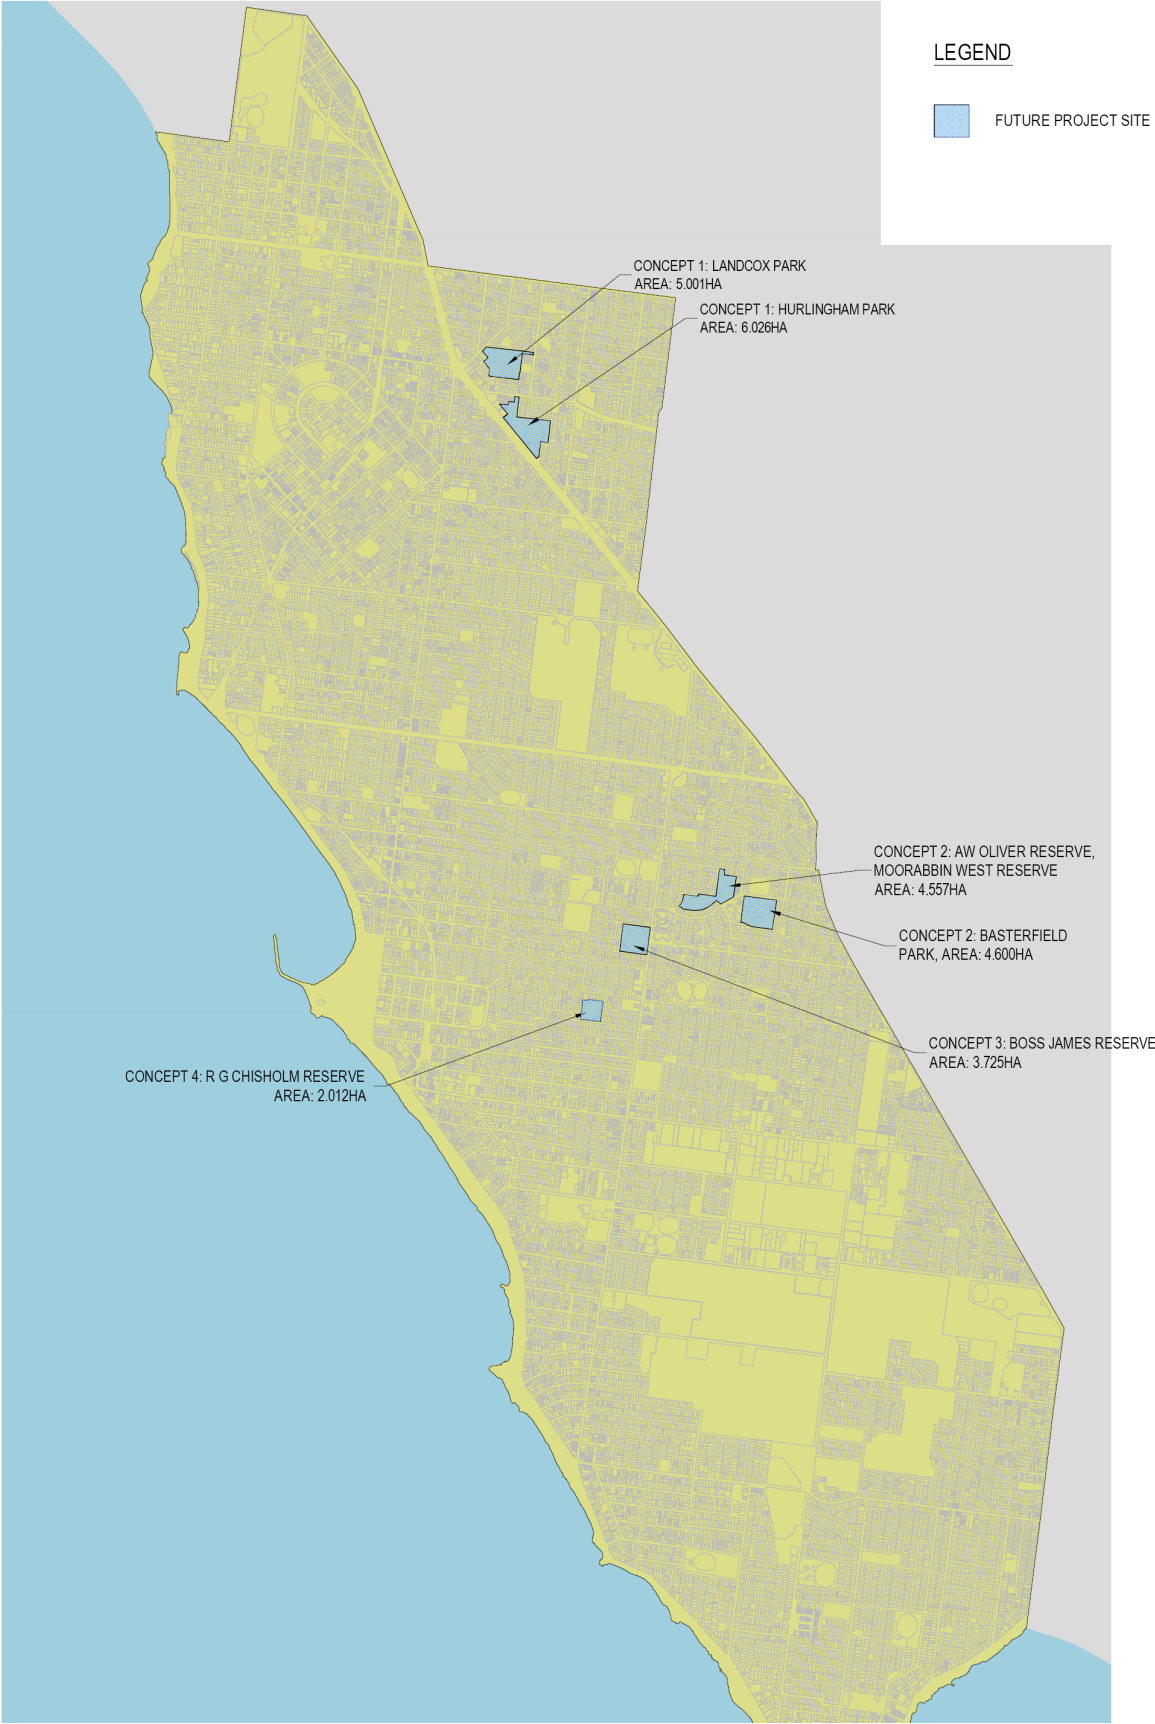 LEGEND
FUTURE PROJECT SITE
CONCEPT 1: LANDCOX PARK
AREA: 5.001HA
CONCEPT 1: HURLINGHAM PARK
AREA: 6.026HA
CONCEPT 2: AW OLIVER RESERVE,
MOORABBIN WEST RESERVE
AREA: 4.557HA
CONCEPT 2: BASTERFIELD
PARK, AREA: 4.600HA
CONCEPT 3: BOSS JAMES RESERVE
AREA: 3.725HA
CONCEPT 4: R G CHISHOLM RESERVE
AREA: 2.012HA